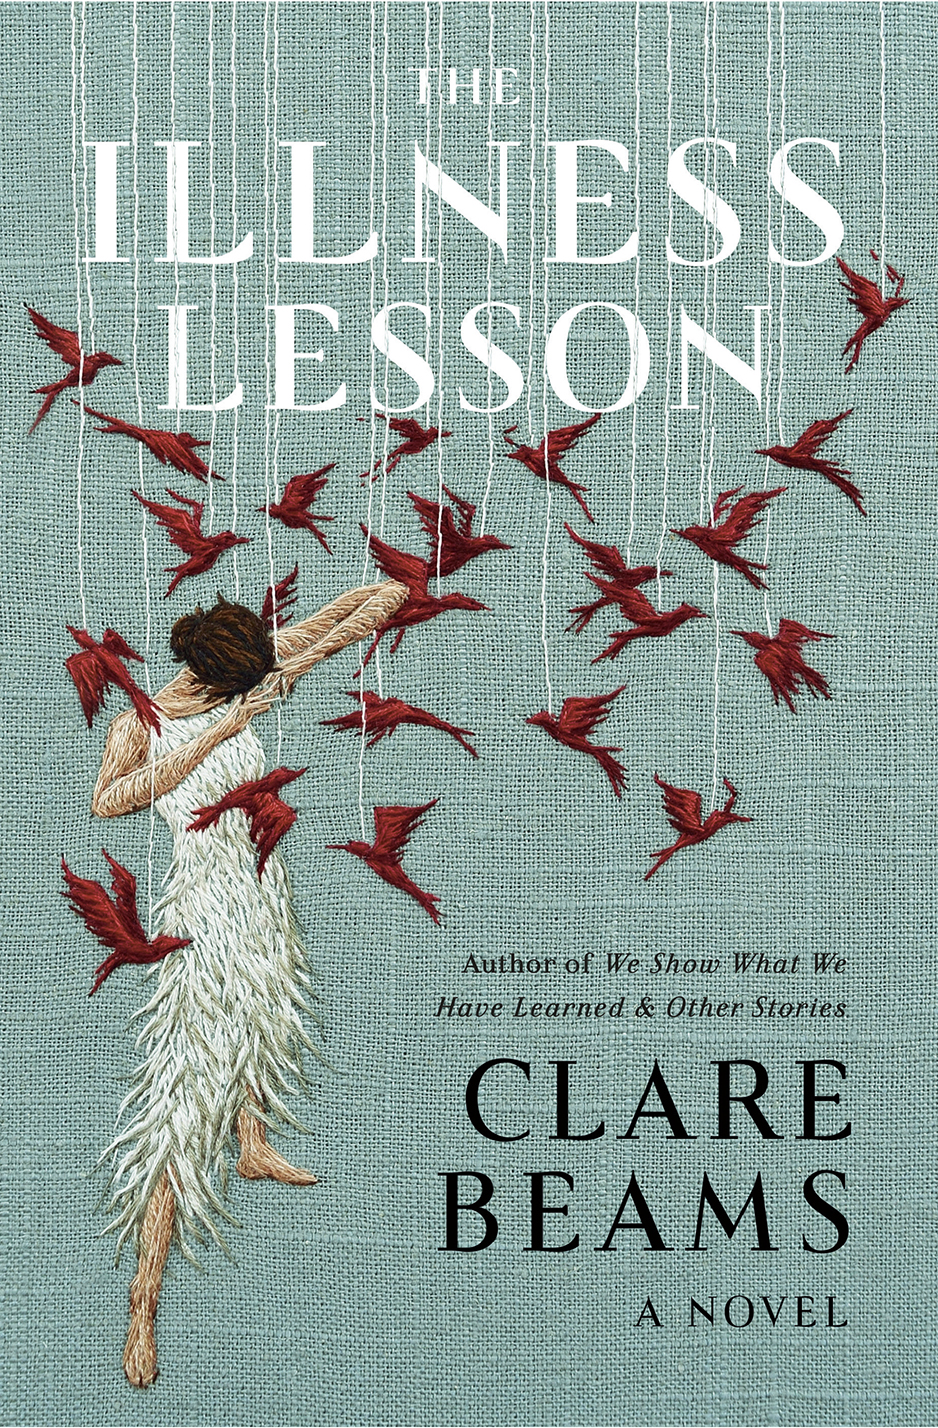 THE
ILLNESS
LESSON
Author of We Show What We
Have Learned & Other Stories
CLARE
BEAMS
A NOVEL